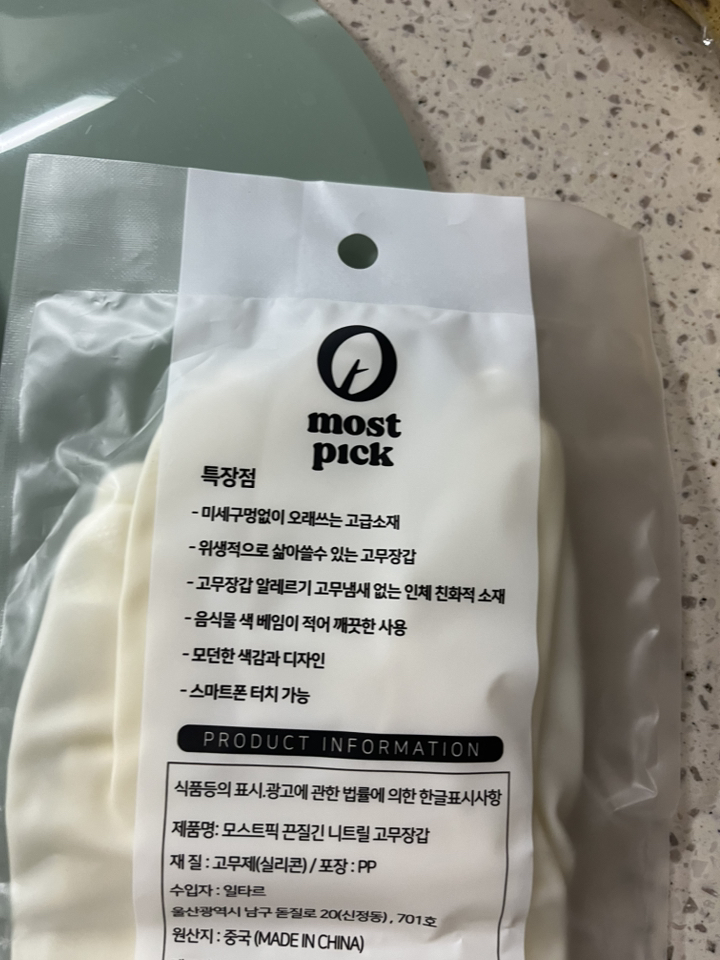 most
pick
특장점
- 미세구멍없이 오래쓰는 고급소재
- 위생적으로 삶아쓸수 있는 고무장갑
- 고무장갑 알레르기 고무냄새 없는 인체 친화적 소재
- 음식물 색 베임이 적어 깨끗한 사용
- 모던한 색감과 디자인
- 스마트폰 터치 가능
PRODUCT INFORMATION
식품등의 표시.광고에 관한 법률에 의한 한글표시사항
제품명: 모스트픽 끈질긴 니트릴 고무장갑
재 질 : 고무제(실리콘) / 포장 : PP
수입자 : 일타르
울산광역시 남구 돋질로 20(신정동) , 701호
원산지 : 중국 (MADE IN CHINA)